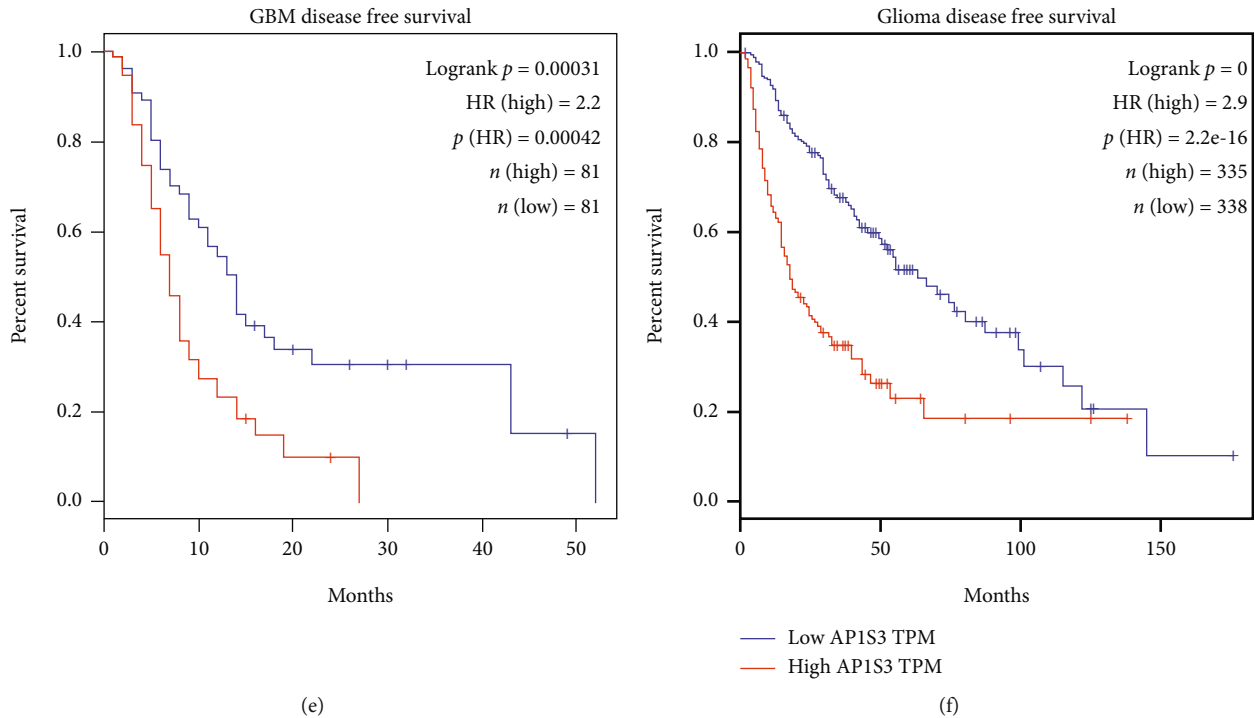 GBM disease free survival
Percent survival
1.0
0.8
0.6
0.4
0.2
0.0
Logrank p = 0.00031
HR (high) = 2.2
p (HR) = 0.00042
n (high) = 81
n (low) = 81
0 10 20 30 40 50
Months
(e)
Glioma disease free survival
Percent survival
1.0
0.8
0.6
0.4
0.2
0.0
Logrank p = 0
HR (high) = 2.9
p (HR) = 2.2e-16
n (high) = 335
n (low) = 338
0 50 100 150
Months
Low AP1S3 TPM
High AP1S3 TPM
(f)